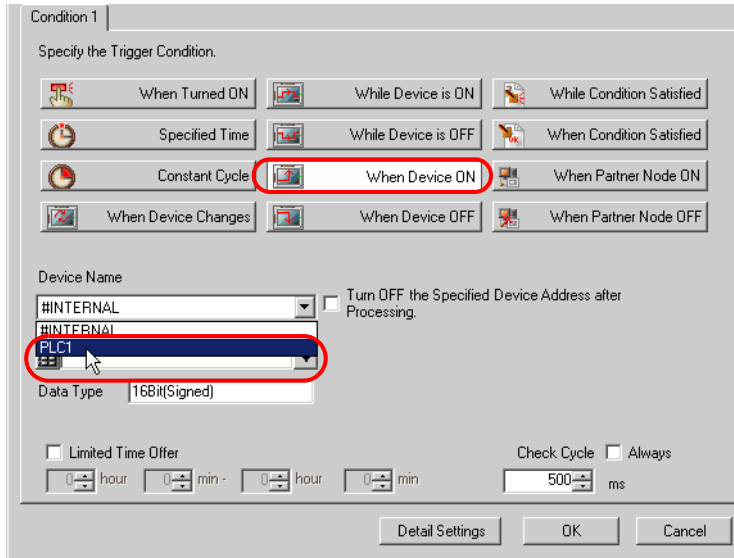 Condition 1
Specify the Trigger Condition.
When Turned ON While Device is ON While Condition Satisfied
Specified Time While Device is OFF When Condition Satisfied
Constant Cycle When Device ON When Partner Node ON
When Device Changes When Device OFF When Partner Node OFF
Device Name
#INTERNAL Turn OFF the Specified Device Address after
Processing.
#INTERNAL
PLC1
Data Type 16Bit(Signed)
Limited Time Offer Check Cycle Always
0 hour 0 min - 0 hour 0 min 500 ms
Detail Settings OK Cancel